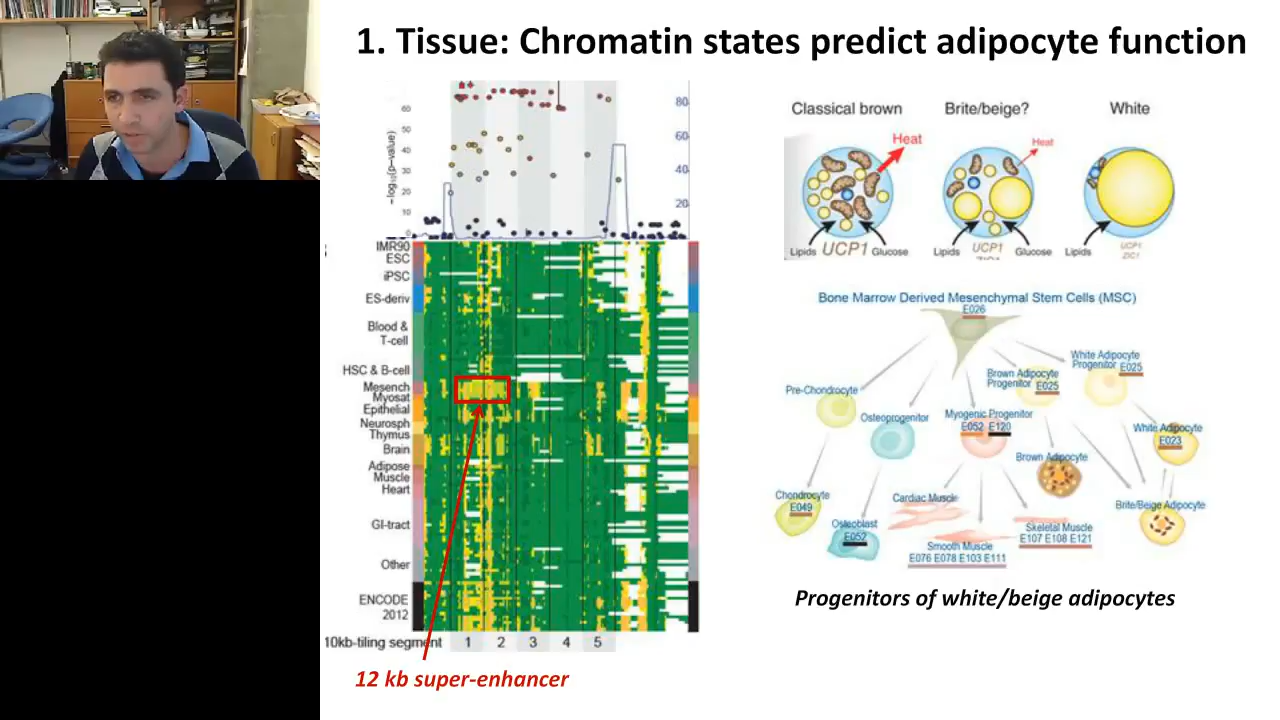 1. Tissue: Chromatin states predict adipocyte function
60
50
40
30
20
10
0
−log10(p-value)
80
60
40
20
IMR90
ESC
iPSC
ES-deriv
Blood &
T-cell
HSC & B-cell
Mesench
Myosat
Epithelial
Neurosph
Thymus
Brain
Adipose
Muscle
Heart
GI-tract
Other
ENCODE
2012
10kb-tiling segment 1 2 3 4 5
12 kb super-enhancer
Classical brown
Brite/beige?
White
Heat
Heat
Lipids UCP1 Glucose
Lipids UCP1 Glucose
Lipids UCP1
ZIC1
Bone Marrow Derived Mesenchymal Stem Cells (MSC)
E026
White Adipocyte
Progenitor E025
Brown Adipocyte
Progenitor E025
Pre-Chondrocyte
Osteoprogenitor
Myogenic Progenitor
E052 E120
White Adipocyte
E023
Brown Adipocyte
Chondrocyte
E049
Cardiac Muscle
Brite/Beige Adipocyte
Osteoblast
Skeletal Muscle
E107 E108 E121
Smooth Muscle
E076 E078 E103 E111
Progenitors of white/beige adipocytes